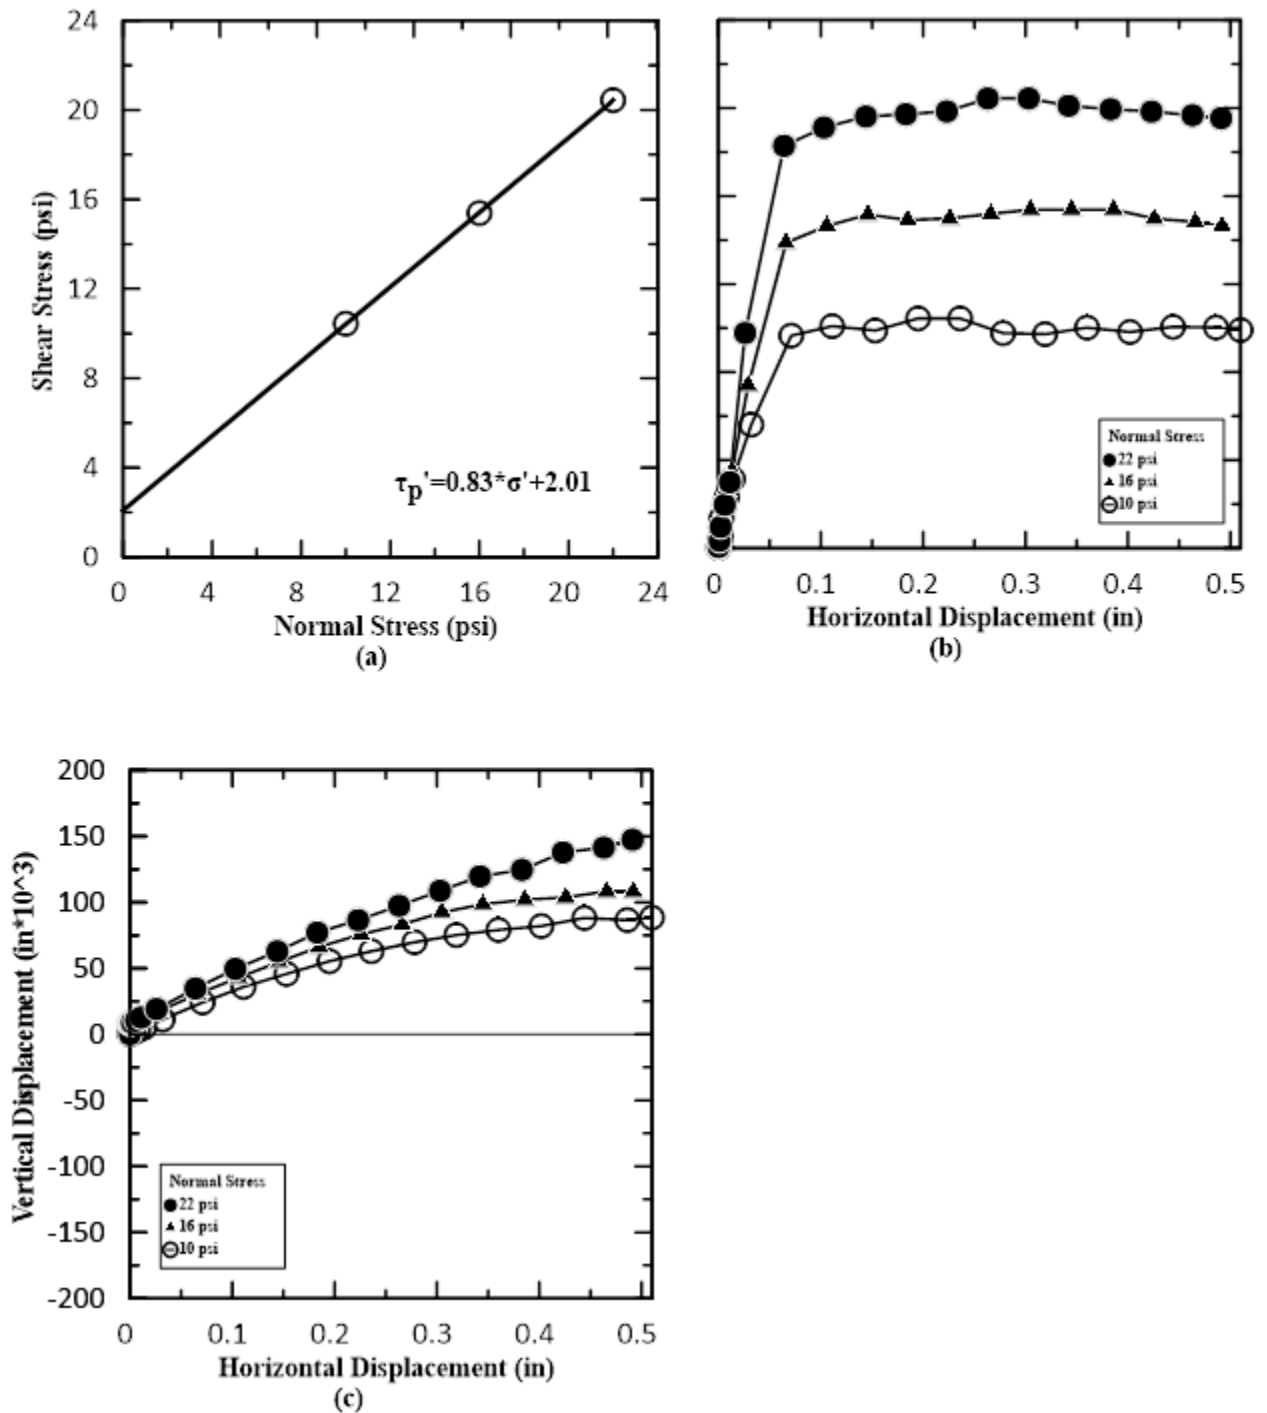 24
20
16
12
8
4
0
Shear Stress (psi)
τp'=0.83*σ'+2.01
0 4 8 12 16 20 24
Normal Stress (psi)
(a)
Normal Stress
22 psi
16 psi
10 psi
0 0.1 0.2 0.3 0.4 0.5
Horizontal Displacement (in)
(b)
200
150
100
50
0
-50
-100
-150
-200
Vertical Displacement (in*10^3)
Normal Stress
22 psi
16 psi
10 psi
0 0.1 0.2 0.3 0.4 0.5
Horizontal Displacement (in)
(c)